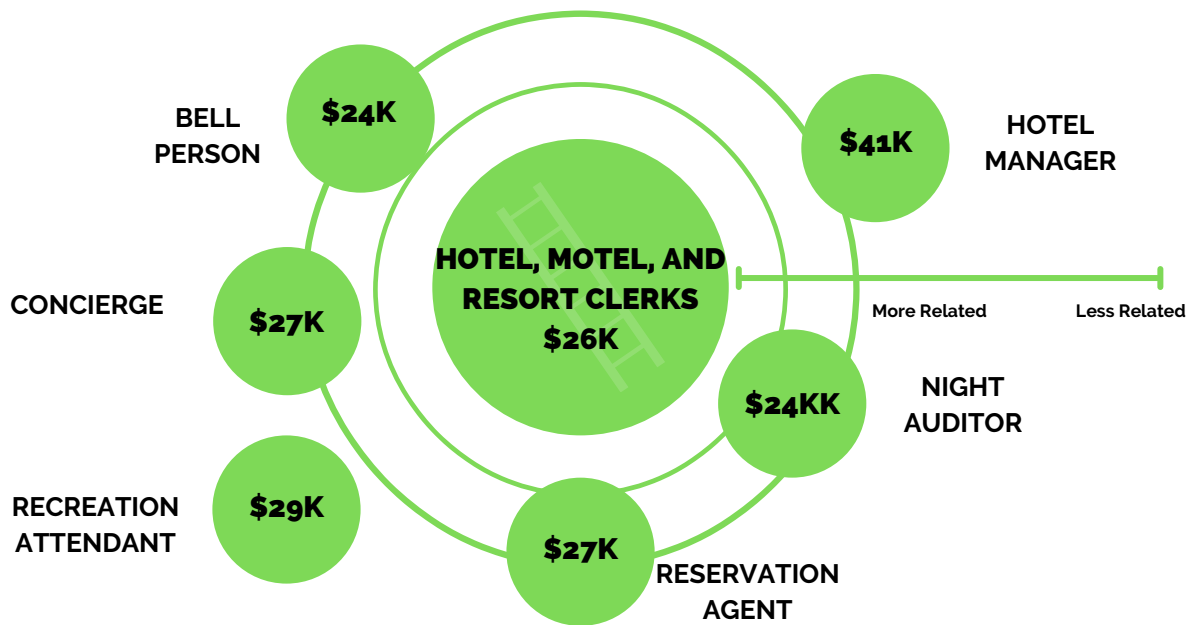 $24K
BELL
PERSON
$41K
HOTEL
MANAGER
HOTEL, MOTEL, AND
RESORT CLERKS
$26K
More Related
Less Related
CONCIERGE
$27K
$24KK
NIGHT
AUDITOR
RECREATION
ATTENDANT
$29K
$27K
RESERVATION
AGENT